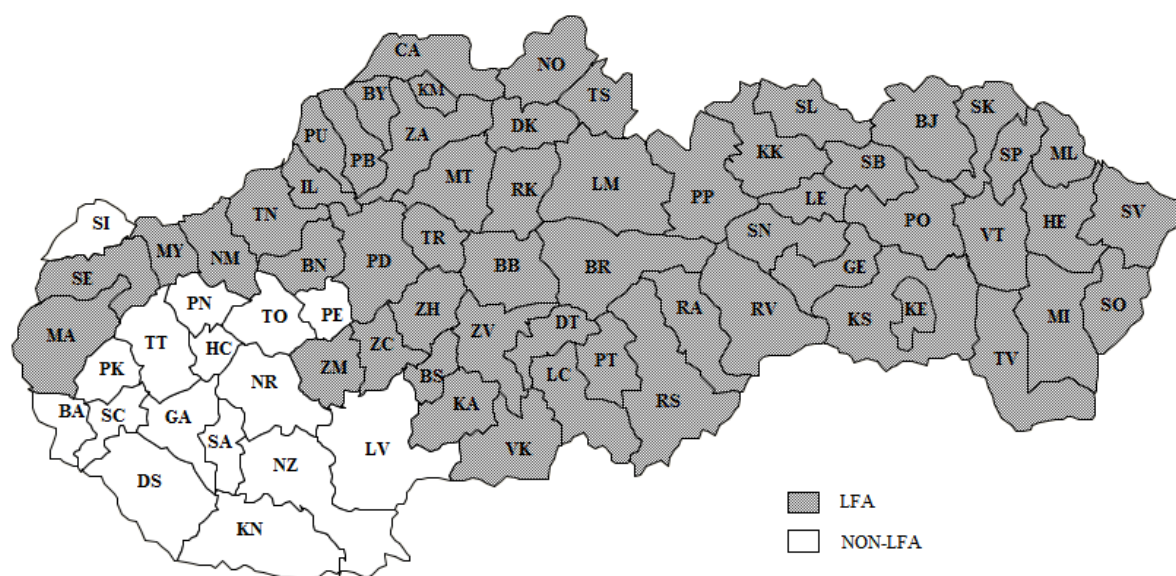 CA
NO
KM
BY
TS
SL
SK
BJ
DK
PU
ZA
PB
SP
ML
KK
SB
MT
LM
IL
RK
PP
LE
TN
SI
PO
SV
HE
SN
VT
TR
MY
NM
PD
BB
BR
GE
SE
BN
PN
ZH
RA
RV
KE
SO
TO
PE
KS
MI
ZV
DT
MA
TT
HC
ZC
PT
TV
PK
ZM
BS
LC
NR
RS
BA
SC
GA
KA
SA
LV
VK
NZ
DS
KN
LFA
NON-LFA